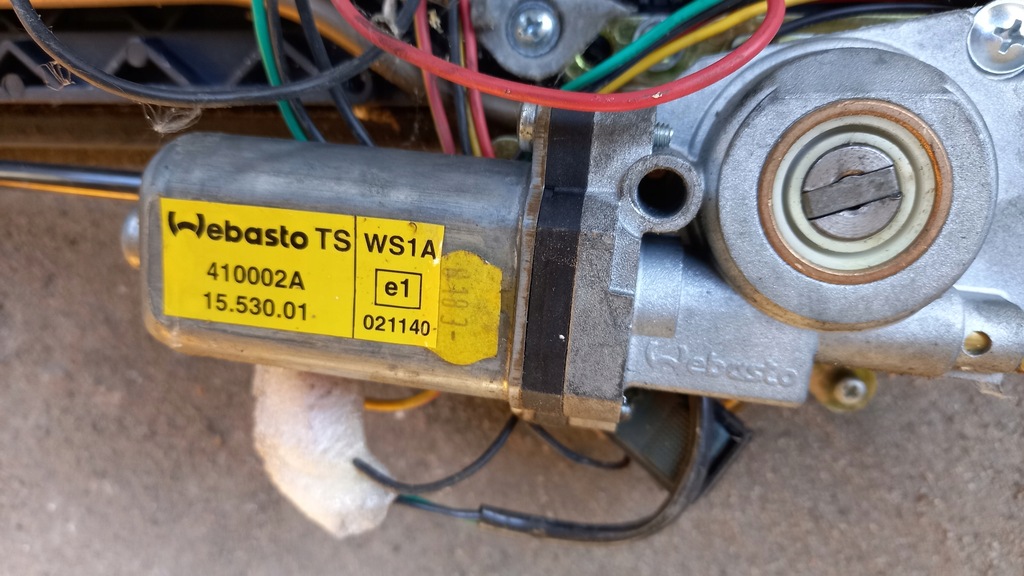 Webasto TS
410002A
15.530.01
WS1A
e1
021140
Webasto